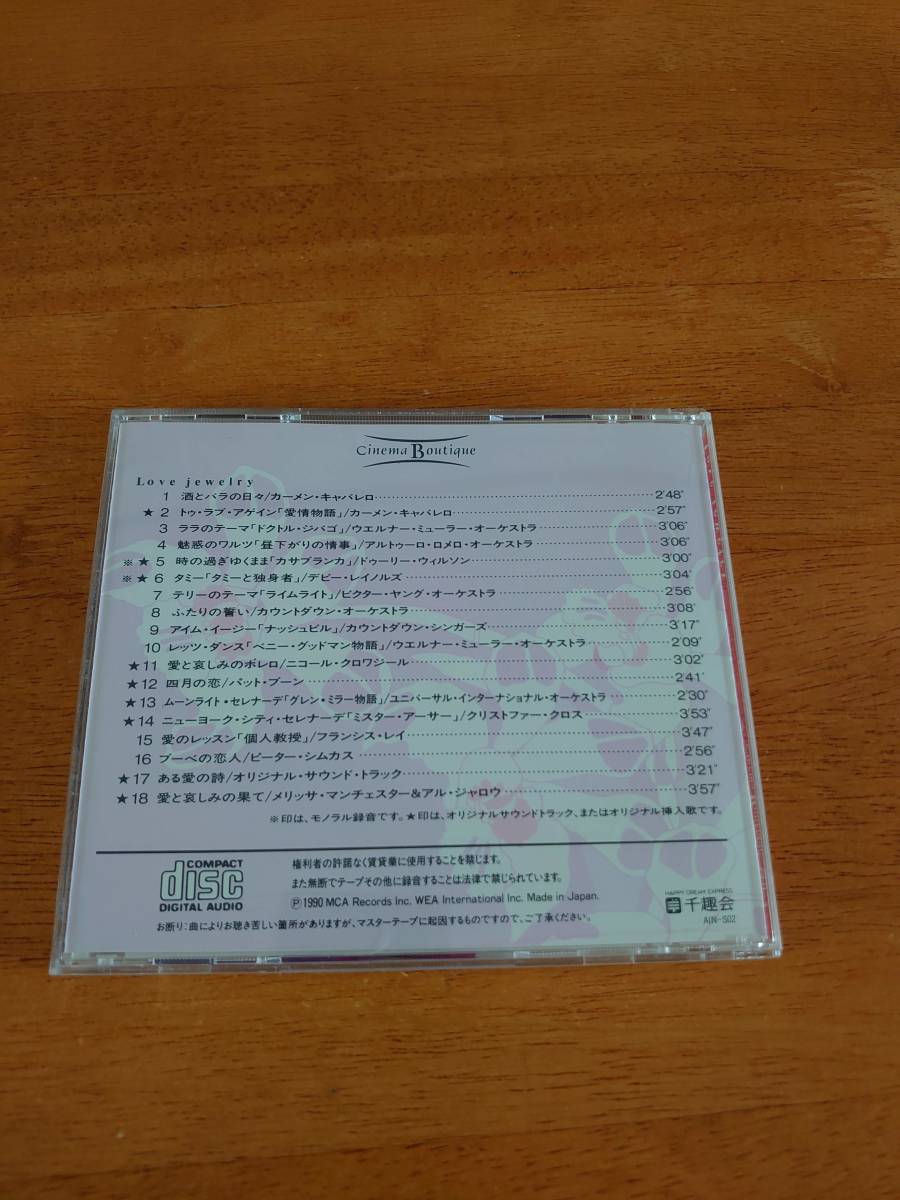 Cinema Boutique
Love jewelry
1 酒とバラの日々/カーメン・キャバレロ 2'48"
★2 トゥ・ラブ・アゲイン「愛情物語」/カーメン・キャバレロ 2'57"
3 ララのテーマ「ドクトル・ジバゴ」/ウエルナー・ミューラー・オーケストラ 3'06"
4 魅惑のワルツ「昼下がりの情事」/アルトゥーロ・ロメロ・オーケストラ 3'06"
※★5 時の過ぎゆくまま「カサブランカ」/ドゥーリー・ウィルソン 3'00"
※★6 タミー「タミーと独身者」/デビー・レイノルズ 3'04"
7 テリーのテーマ「ライムライト」/ビクター・ヤング・オーケストラ 2'56"
8 ふたりの誓い/カウントダウン・オーケストラ 3'08"
9 アイム・イージー「ナッシュビル」/カウントダウン・シンガーズ 3'17"
10 レッツ・ダンス「ベニー・グッドマン物語」/ウエルナー・ミューラー・オーケストラ 2'09"
★11 愛と哀しみのボレロ/ニコール・クロワジール 3'02"
★12 四月の恋/パット・ブーン 2'41"
★13 ムーンライト・セレナーデ「グレン・ミラー物語」/ユニバーサル・インターナショナル・オーケストラ 2'30"
★14 ニューヨーク・シティ・セレナーデ「ミスター・アーサー」/クリストファー・クロス 3'53"
15 愛のレッスン「個人教授」/フランシス・レイ 3'47"
16 ブーベの恋人/ピーター・シムカス 2'56"
★17 ある愛の詩/オリジナル・サウンド・トラック 3'21"
★18 愛と哀しみの果て/メリッサ・マンチェスター&アル・ジャロウ 3'57"
※印は、モノラル録音です。★印は、オリジナルサウンドトラック、またはオリジナル挿入歌です。
COMPACT
disc
DIGITAL AUDIO
権利者の許諾なく賃貸業に使用することを禁じます。
また無断でテープその他に録音することは法律で禁じられています。
Ⓟ1990 MCA Records Inc. WEA International Inc. Made in Japan.
お断り:曲によりお聴き苦しい箇所がありますが、マスターテープに起因するものですので、ご了承ください。
HAPPY DREAMY EXPRESS
千趣会
AIN-S02